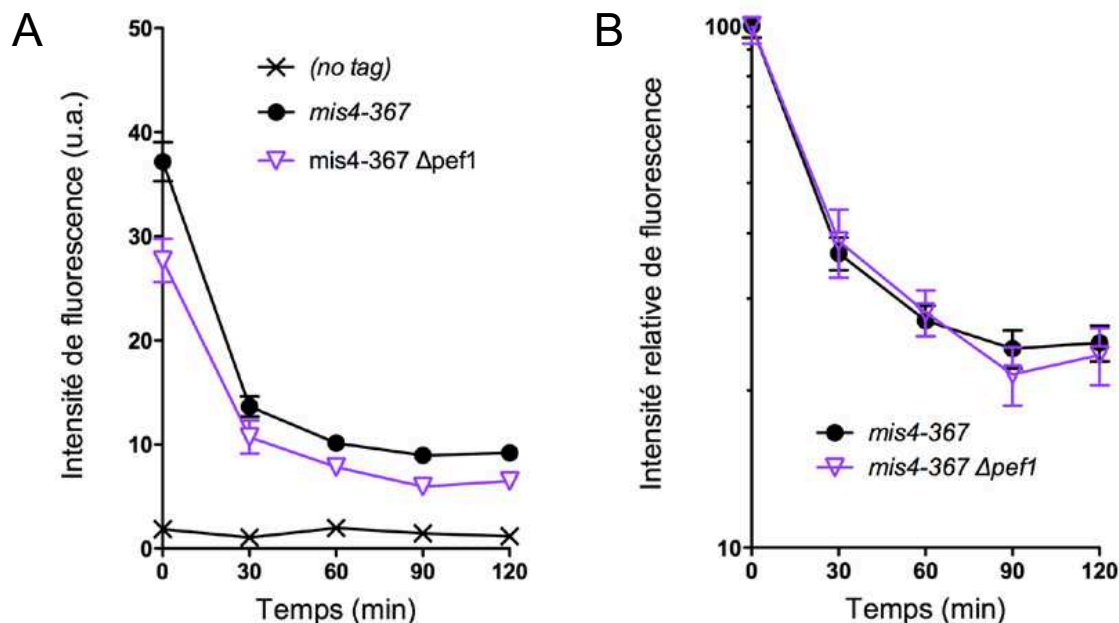 A
Intensité de fluorescence (u.a.)
50
40
30
20
10
0
(no tag)
mis4-367
mis4-367 Δpef1
0 30 60 90 120
Temps (min)
B
Intensité relative de fluorescence
100
10
mis4-367
mis4-367 Δpef1
0 30 60 90 120
Temps (min)